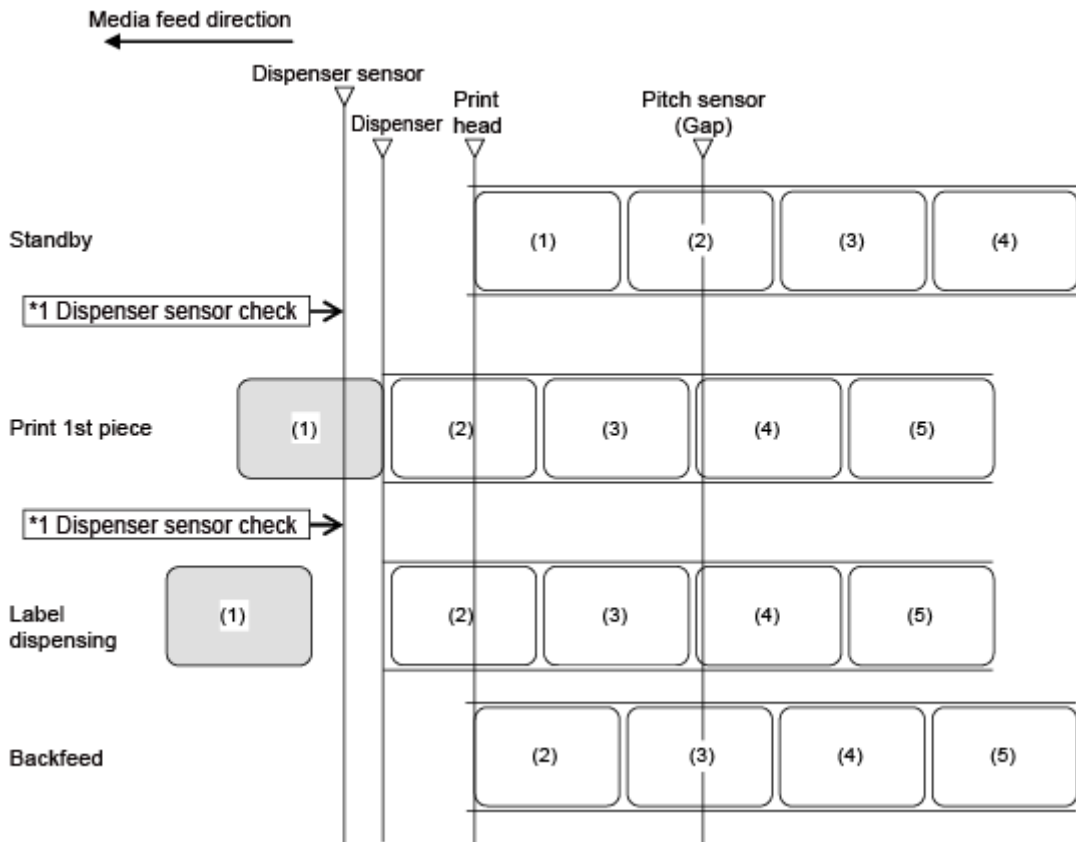 Media feed direction
Dispenser sensor
Dispenser
Print
head
Pitch sensor
(Gap)
Standby
(1)
(2)
(3)
(4)
*1 Dispenser sensor check
Print 1st piece
(1)
(2)
(3)
(4)
(5)
*1 Dispenser sensor check
Label
dispensing
(1)
(2)
(3)
(4)
(5)
Backfeed
(2)
(3)
(4)
(5)